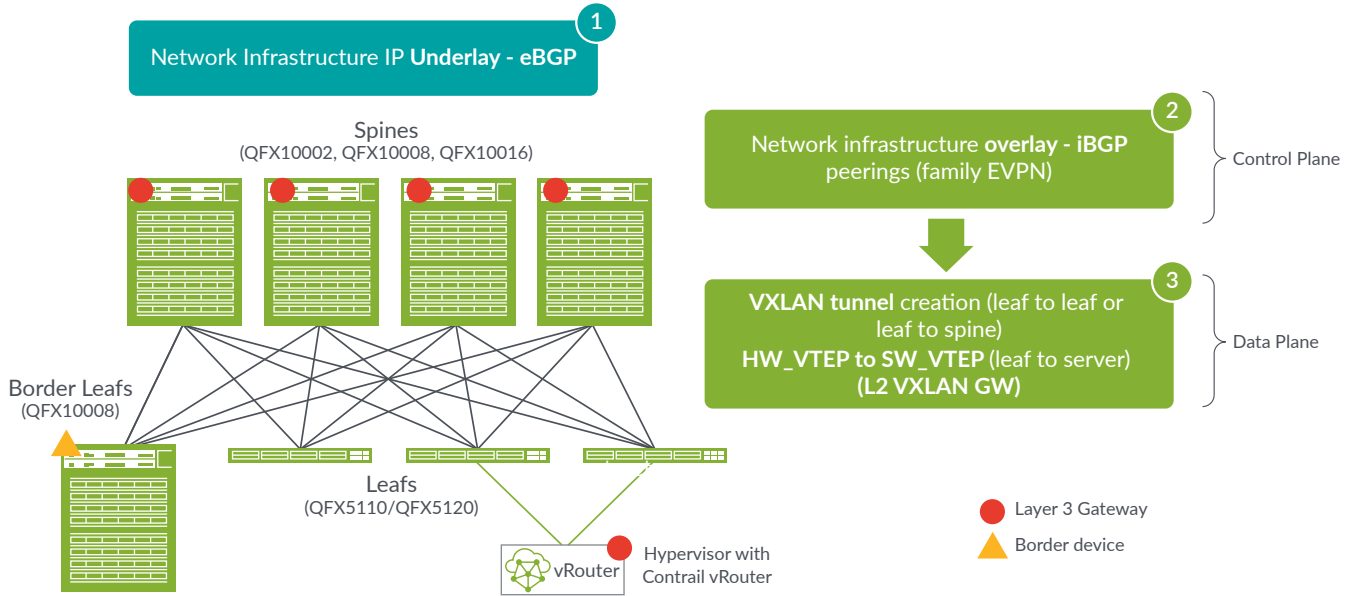 1
Network Infrastructure IP Underlay - eBGP
Spines
(QFX10002, QFX10008, QFX10016)
2
Network infrastructure overlay - iBGP
peerings (family EVPN)
Control Plane
3
VXLAN tunnel creation (leaf to leaf or
leaf to spine)
HW_VTEP to SW_VTEP (leaf to server)
(L2 VXLAN GW)
Data Plane
Border Leafs
(QFX10008)
Leafs
(QFX5110/QFX5120)
vRouter
Hypervisor with
Contrail vRouter
Layer 3 Gateway
Border device